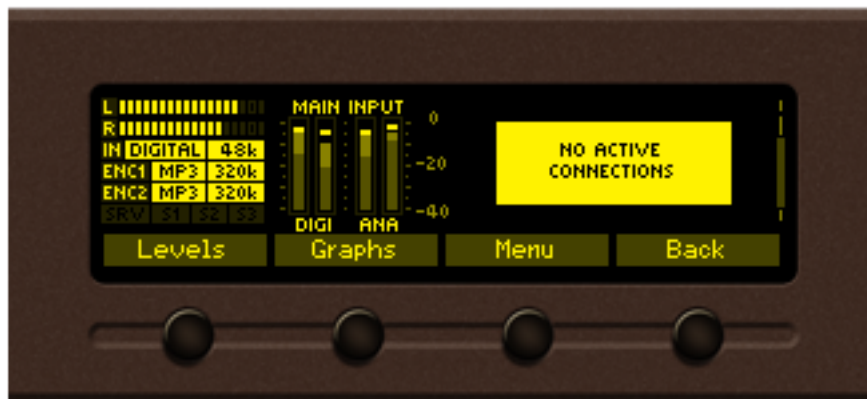 L
R
IN DIGITAL 48k
ENC1 MP3 320k
ENC2 MP3 320k
SRV S1 S2 S3
MAIN INPUT
0
-20
-40
DIGI ANA
NO ACTIVE
CONNECTIONS
Levels Graphs Menu Back